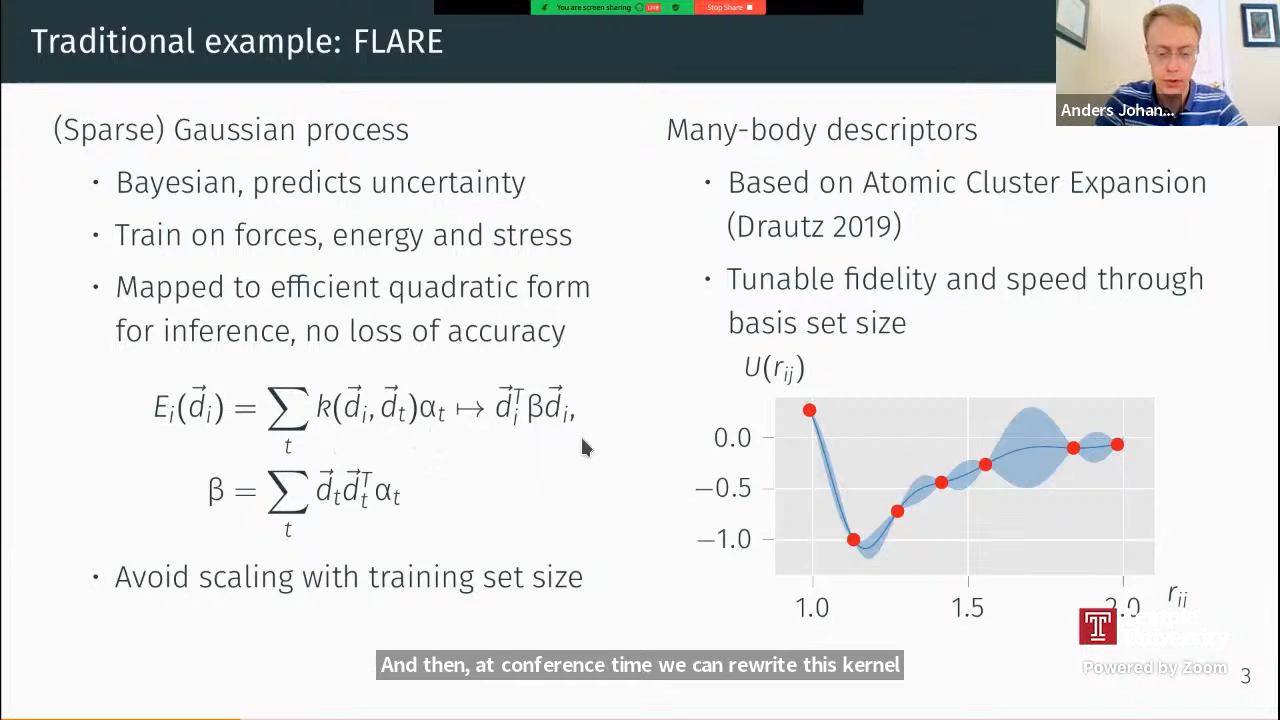 You are screen sharing LIVE Stop Share
Traditional example: FLARE
Anders Johan...
(Sparse) Gaussian process
· Bayesian, predicts uncertainty
· Train on forces, energy and stress
· Mapped to efficient quadratic form
for inference, no loss of accuracy
E_i(d⃗_i) = ∑_t k(d⃗_i, d⃗_t)α_t ↦ d⃗_i^T βd⃗_i,
β = ∑_t d⃗_t d⃗_t^T α_t
· Avoid scaling with training set size
Many-body descriptors
· Based on Atomic Cluster Expansion
(Drautz 2019)
· Tunable fidelity and speed through
basis set size
U(r_ij)
0.0
−0.5
−1.0
1.0 1.5 2.0 r_ij
Temple
University
Powered by Zoom
And then, at conference time we can rewrite this kernel
3